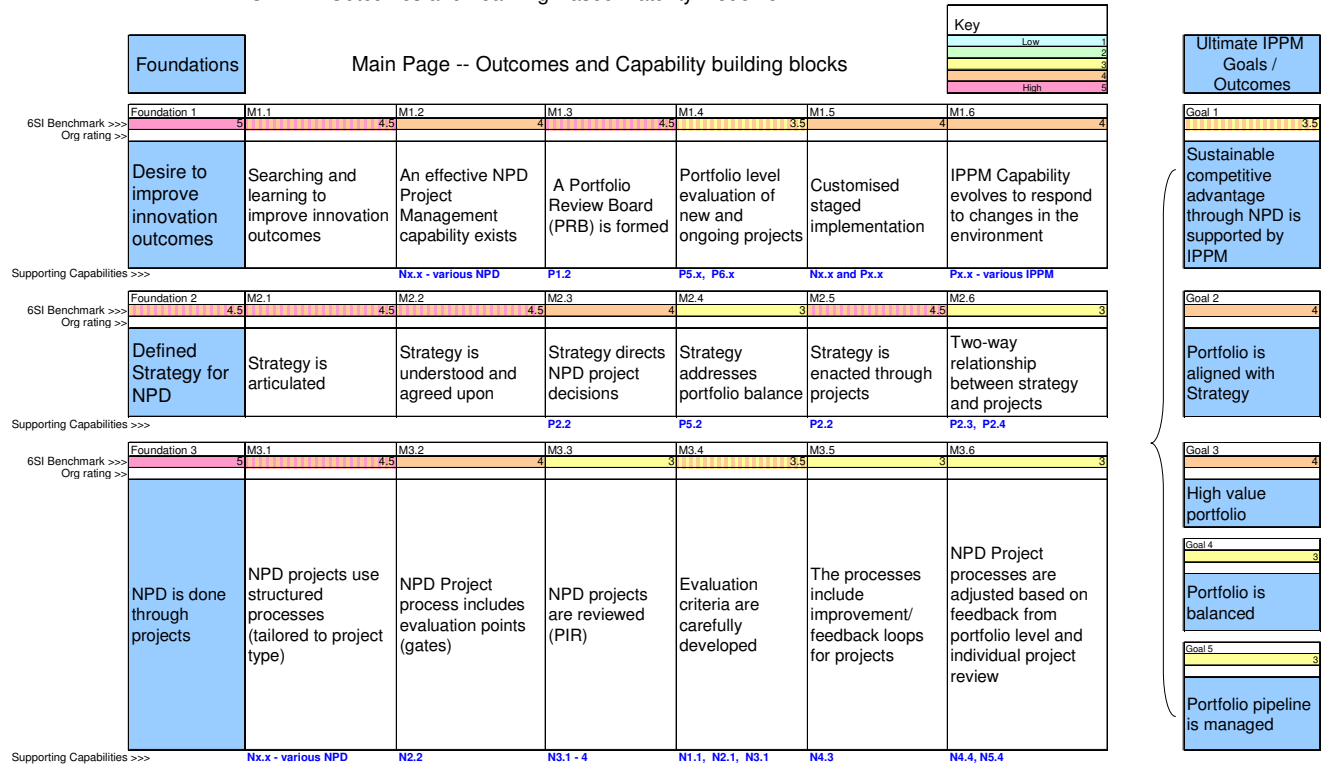 Key
Low 1
2
3
4
High 5
Foundations
Main Page -- Outcomes and Capability building blocks
Ultimate IPPM
Goals /
Outcomes
Foundation 1 M1.1 M1.2 M1.3 M1.4 M1.5 M1.6 Goal 1
6SI Benchmark >>> 5 4.5 4 4.5 3.5 4 4 3.5
Org rating >>
Desire to
improve
innovation
outcomes
Searching and
learning to
improve innovation
outcomes
An effective NPD
Project
Management
capability exists
A Portfolio
Review Board
(PRB) is formed
Portfolio level
evaluation of
new and
ongoing projects
Customised
staged
implementation
IPPM Capability
evolves to respond
to changes in the
environment
Sustainable
competitive
advantage
through NPD is
supported by
IPPM
Supporting Capabilities >>> Nx.x - various NPD P1.2 P5.x, P6.x Nx.x and Px.x Px.x - various IPPM
Foundation 2 M2.1 M2.2 M2.3 M2.4 M2.5 M2.6 Goal 2
6SI Benchmark >>> 4.5 4.5 4.5 4 3 4.5 3 4
Org rating >>
Defined
Strategy for
NPD
Strategy is
articulated
Strategy is
understood and
agreed upon
Strategy directs
NPD project
decisions
Strategy
addresses
portfolio balance
Strategy is
enacted through
projects
Two-way
relationship
between strategy
and projects
Portfolio is
aligned with
Strategy
Supporting Capabilities >>> P2.2 P5.2 P2.2 P2.3, P2.4
Foundation 3 M3.1 M3.2 M3.3 M3.4 M3.5 M3.6 Goal 3
6SI Benchmark >>> 5 4.5 4 3 3.5 3 3 4
Org rating >>
NPD is done
through
projects
NPD projects use
structured
processes
(tailored to project
type)
NPD Project
process includes
evaluation points
(gates)
NPD projects
are reviewed
(PIR)
Evaluation
criteria are
carefully
developed
The processes
include
improvement/
feedback loops
for projects
NPD Project
processes are
adjusted based on
feedback from
portfolio level and
individual project
review
High value
portfolio
Goal 4
3
Portfolio is
balanced
Goal 5
3
Portfolio pipeline
is managed
Supporting Capabilities >>> Nx.x - various NPD N2.2 N3.1 - 4 N1.1, N2.1, N3.1 N4.3 N4.4, N5.4